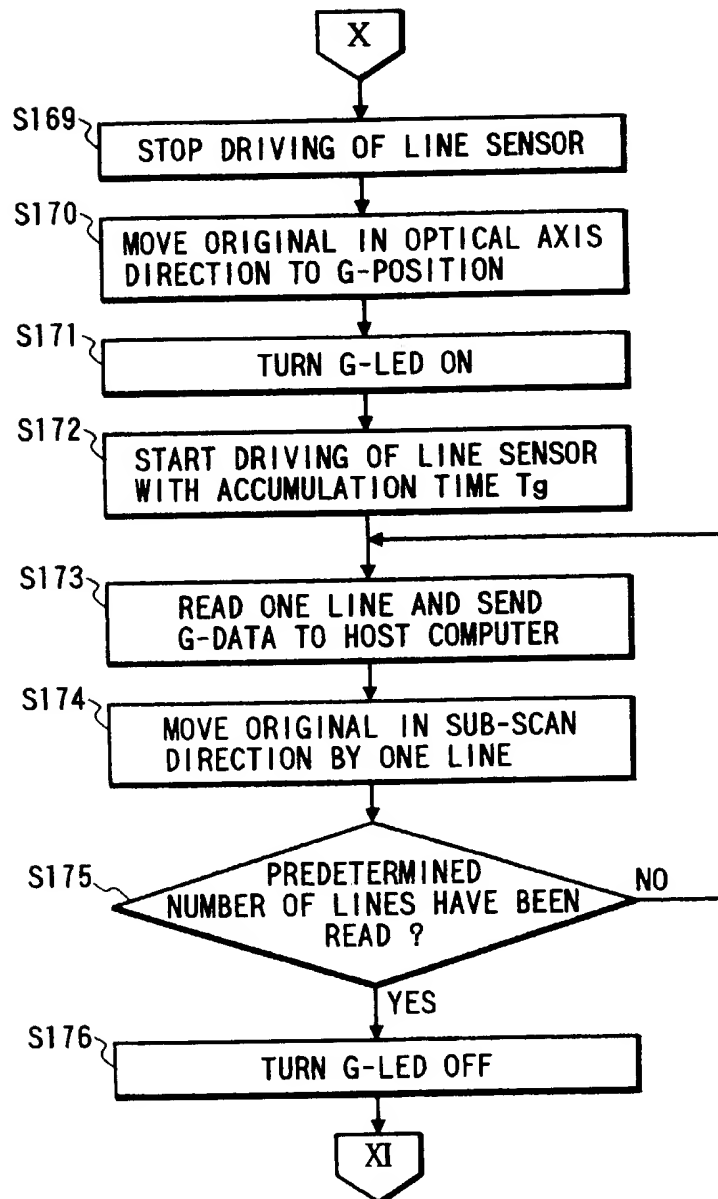 X
S169
STOP DRIVING OF LINE SENSOR
S170
MOVE ORIGINAL IN OPTICAL AXIS
DIRECTION TO G-POSITION
S171
TURN G-LED ON
S172
START DRIVING OF LINE SENSOR
WITH ACCUMULATION TIME Tg
S173
READ ONE LINE AND SEND
G-DATA TO HOST COMPUTER
S174
MOVE ORIGINAL IN SUB-SCAN
DIRECTION BY ONE LINE
S175
PREDETERMINED
NUMBER OF LINES HAVE BEEN
READ ?
NO
YES
S176
TURN G-LED OFF
XI